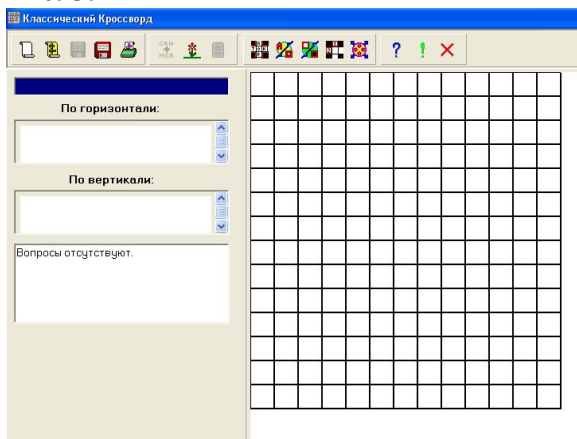 Классический Кроссворд
По горизонтали:
По вертикали:
Вопросы отсутствуют.